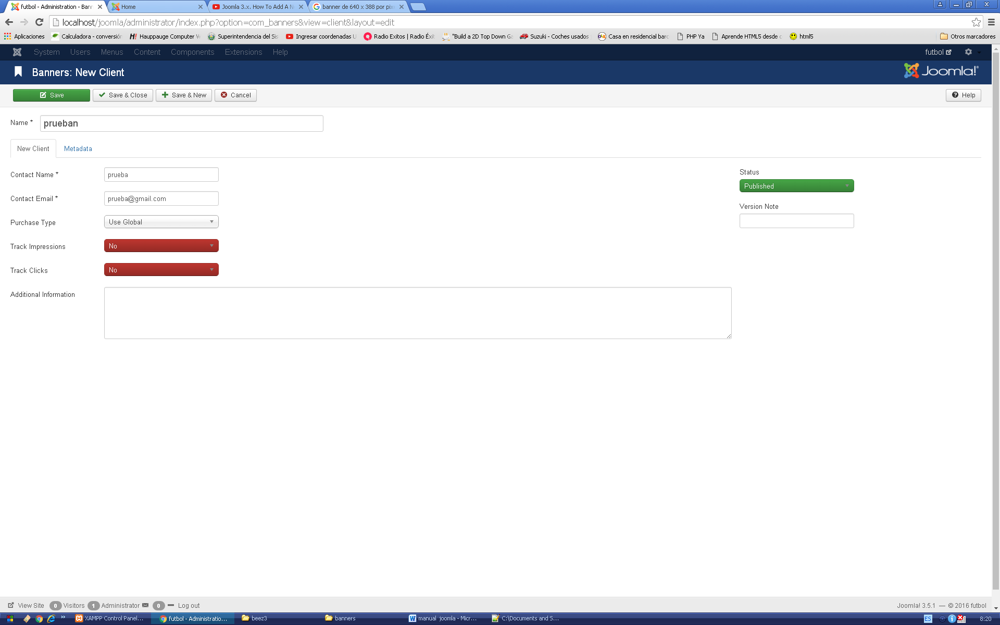 futbol - Administration - Bann
Home
Joomla 3.x. How To Add A N
banner de 640 x 388 por pix
localhost/joomla/administrator/index.php?option=com_banners&view=client&layout=edit
Aplicaciones
Calculadora - conversión
Hauppauge Computer W
Superintendencia del Sis
Ingresar coordenadas U
Radio Exitos | Radio Éxit
"Build a 2D Top Down Ga
Suzuki - Coches usados
Casa en residencial barc
PHP Ya
Aprende HTML5 desde c
html5
Otros marcadores
System
Users
Menus
Content
Components
Extensions
Help
futbol
Banners: New Client
Joomla!®
Save
Save & Close
Save & New
Cancel
Help
Name *
prueban
New Client
Metadata
Contact Name *
prueba
Contact Email *
prueba@gmail.com
Purchase Type
Use Global
Track Impressions
No
Track Clicks
No
Additional Information
Status
Published
Version Note
View Site
0
Visitors
1
Administrator
0
Log out
Joomla! 3.5.1 — © 2016 futbol
XAMPP Control Panel...
futbol - Administratio...
beez3
banners
manual joomla - Micr...
C:\Documents and S...
ES
8:20